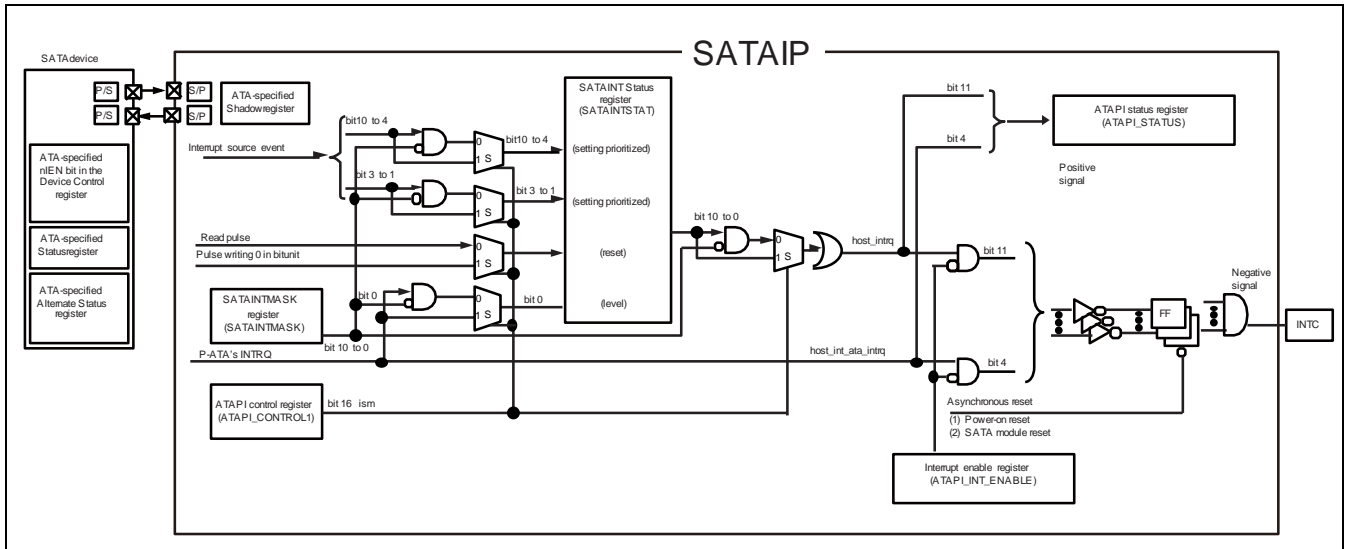 SATAIP
SATAdevice
P/S
S/P
P/S
S/P
ATA-specified
Shadowregister
ATA-specified
nIEN bit in the
Device Control
register
ATA-specified
Statusregister
ATA-specified
Alternate Status
register
Interrupt source event
bit10 to 4
0
1 S
bit10 to 4
bit 3 to 1
0
1 S
bit 3 to 1
Read pulse
Pulse writing 0 in bitunit
0
1 S
bit 0
0
1 S
bit 0
SATAINT Status
register
(SATAINTSTAT)
(setting prioritized)
(setting prioritized)
(reset)
(level)
SATAINTMASK
register
(SATAINTMASK)
bit 10 to 0
P-ATA's INTRQ
ATAPI control register
(ATAPI_CONTROL1)
bit 16 ism
bit 10 to 0
0
1 S
host_intrq
host_int_ata_intrq
bit 11
bit 4
ATAPI status register
(ATAPI_STATUS)
Positive
signal
bit 11
bit 4
FF
Negative
signal
INTC
Asynchronous reset
(1) Power-on reset
(2) SATA module reset
Interrupt enable register
(ATAPI_INT_ENABLE)